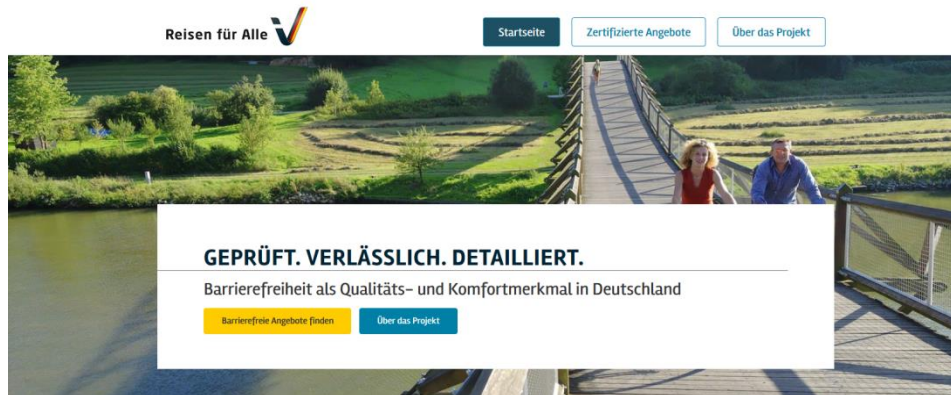 Reisen für Alle
Startseite
Zertifizierte Angebote
Über das Projekt
GEPRÜFT. VERLÄSSLICH. DETAILLIERT.
Barrierefreiheit als Qualitäts- und Komfortmerkmal in Deutschland
Barrierefreie Angebote finden
Über das Projekt